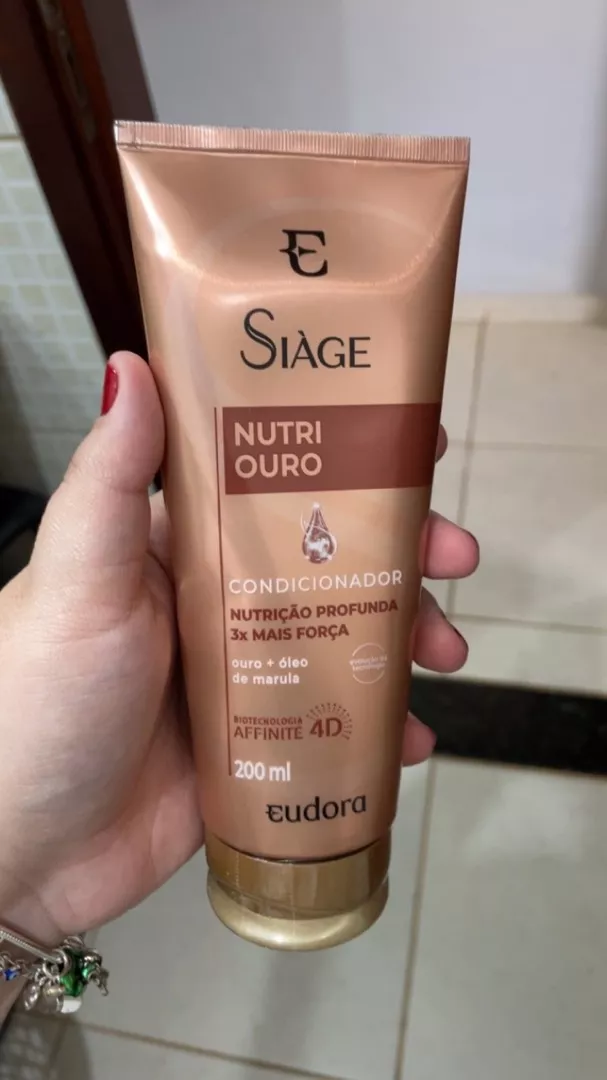 E
SIÀGE
NUTRI
OURO
CONDICIONADOR
NUTRIÇÃO PROFUNDA
3x MAIS FORÇA
ouro + óleo
de marula
BIOTECNOLOGIA
AFFINITÉ 4D
200 ml
eudora